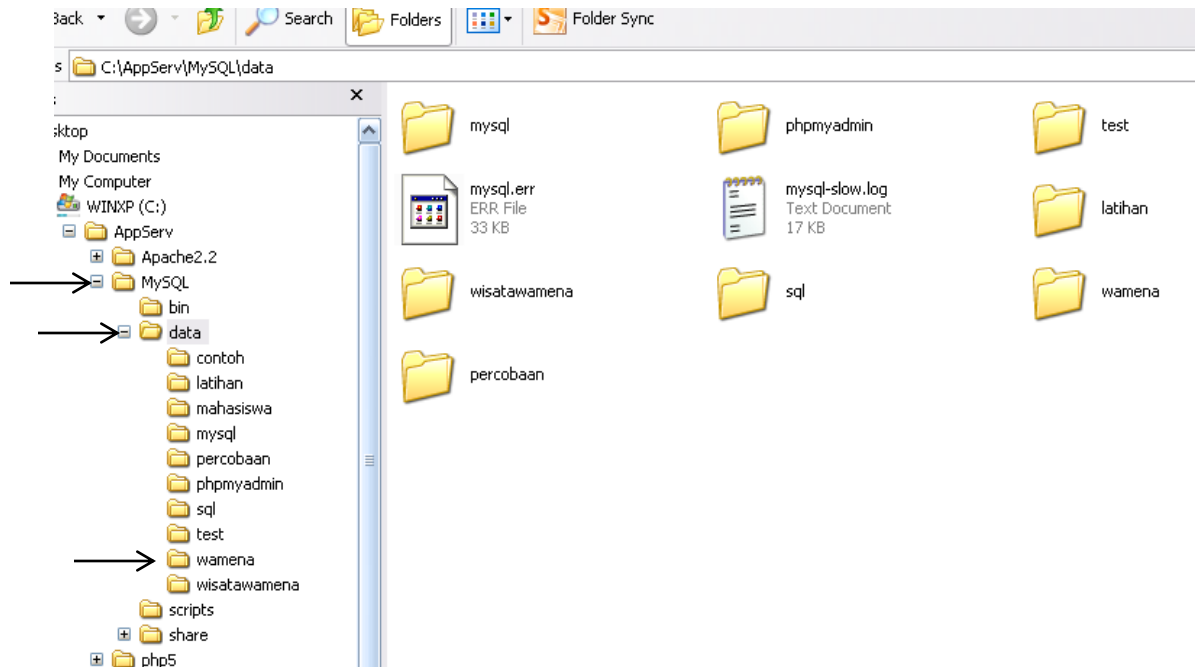 Back Search Folders Folder Sync
s C:\AppServ\MySQL\data
sktop
My Documents
My Computer
WINXP (C:)
AppServ
Apache2.2
MySQL
bin
data
contoh
latihan
mahasiswa
mysql
percobaan
phpmyadmin
sql
test
wamena
wisatawamena
scripts
share
php5
mysql phpmyadmin test
mysql.err
ERR File
33 KB
mysql-slow.log
Text Document
17 KB
latihan
wisatawamena sql wamena
percobaan